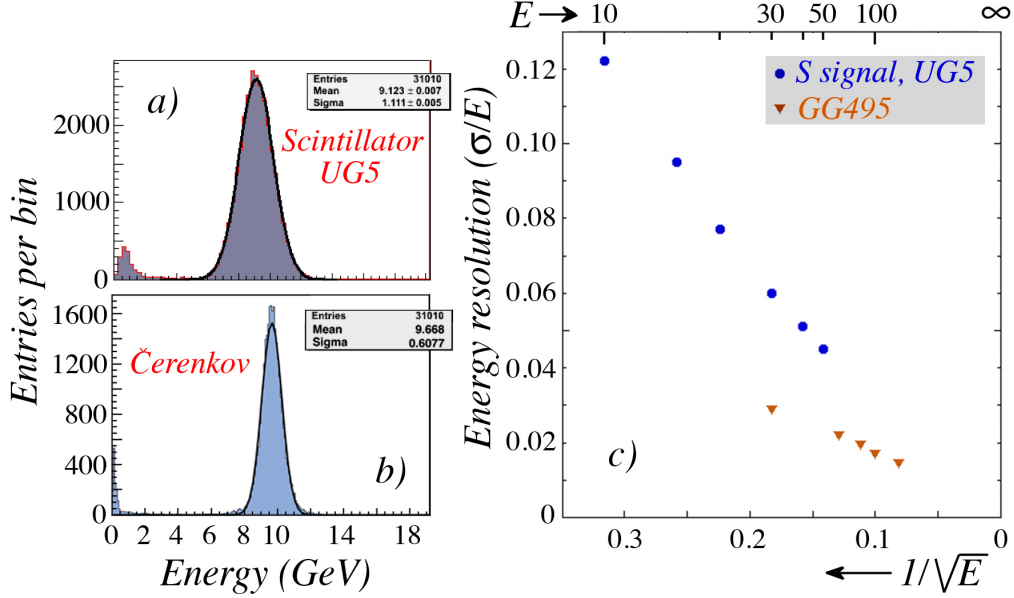 a)
Entries 31010
Mean 9.123 ± 0.007
Sigma 1.111 ± 0.005
Scintillator
UG5
2000
1000
0
Entries per bin
b)
Entries 31010
Mean 9.668
Sigma 0.6077
Čerenkov
1600
1200
800
400
0
0 2 4 6 8 10 14 18
Energy (GeV)
E → 10 30 50 100 ∞
S signal, UG5
GG495
0.12
0.10
0.08
0.06
0.04
0.02
0
Energy resolution (σ/E)
c)
0.3 0.2 0.1 0
← 1/√E